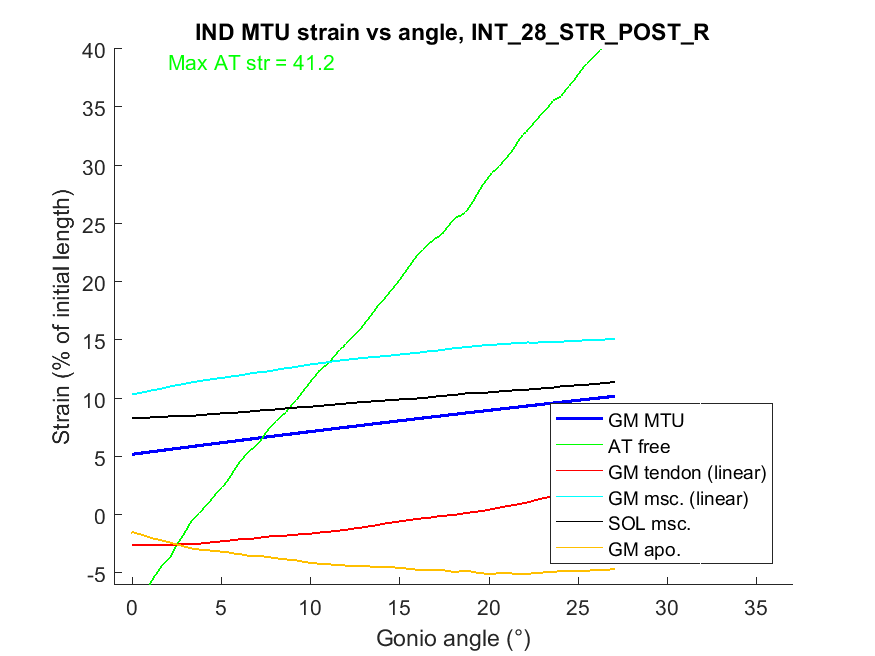 IND MTU strain vs angle, INT_28_STR_POST_R
Max AT str = 41.2
40
35
30
25
20
15
10
5
0
-5
Strain (% of initial length)
0 5 10 15 20 25 30 35
Gonio angle (°)
GM MTU
AT free
GM tendon (linear)
GM msc. (linear)
SOL msc.
GM apo.